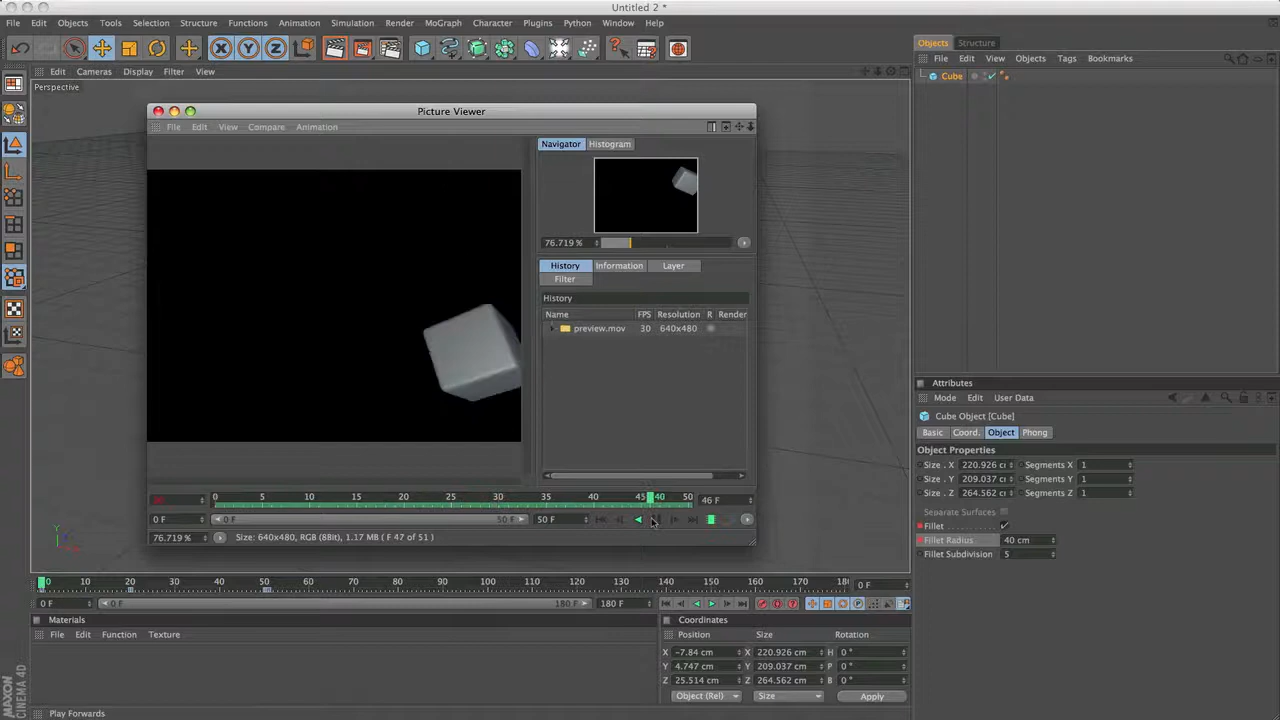 Untitled 2 *
File Edit Objects Tools Selection Structure Functions Animation Simulation Render MoGraph Character Plugins Python Window Help
X Y Z
Edit Cameras Display Filter View
Perspective
Picture Viewer
File Edit View Compare Animation
Navigator Histogram
76.719 %
History Information Layer
Filter
History
Name FPS Resolution R Render
preview.mov 30 640x480
0 5 10 15 20 25 30 35 40 45 40 50 46 F
0 F 0 F 50 F 50 F
76.719 % Size: 640x480, RGB (8Bit), 1.17 MB ( F 47 of 51 )
Y
0 10 20 30 40 50 60 70 80 90 100 110 120 130 140 150 160 170 180 0 F
0 F 0 F 180 F 180 F
Materials
File Edit Function Texture
Coordinates
Position Size Rotation
X -7.84 cm X 220.926 cm H 0 °
Y 4.747 cm Y 209.037 cm P 0 °
Z 25.514 cm Z 264.562 cm B 0 °
Object (Rel) Size Apply
Objects Structure
File Edit View Objects Tags Bookmarks
Cube
Attributes
Mode Edit User Data
Cube Object [Cube]
Basic Coord. Object Phong
Object Properties
Size . X 220.926 cm Segments X 1
Size . Y 209.037 cm Segments Y 1
Size . Z 264.562 cm Segments Z 1
Separate Surfaces
Fillet
Fillet Radius 40 cm
Fillet Subdivision 5
MAXON
CINEMA 4D
Play Forwards